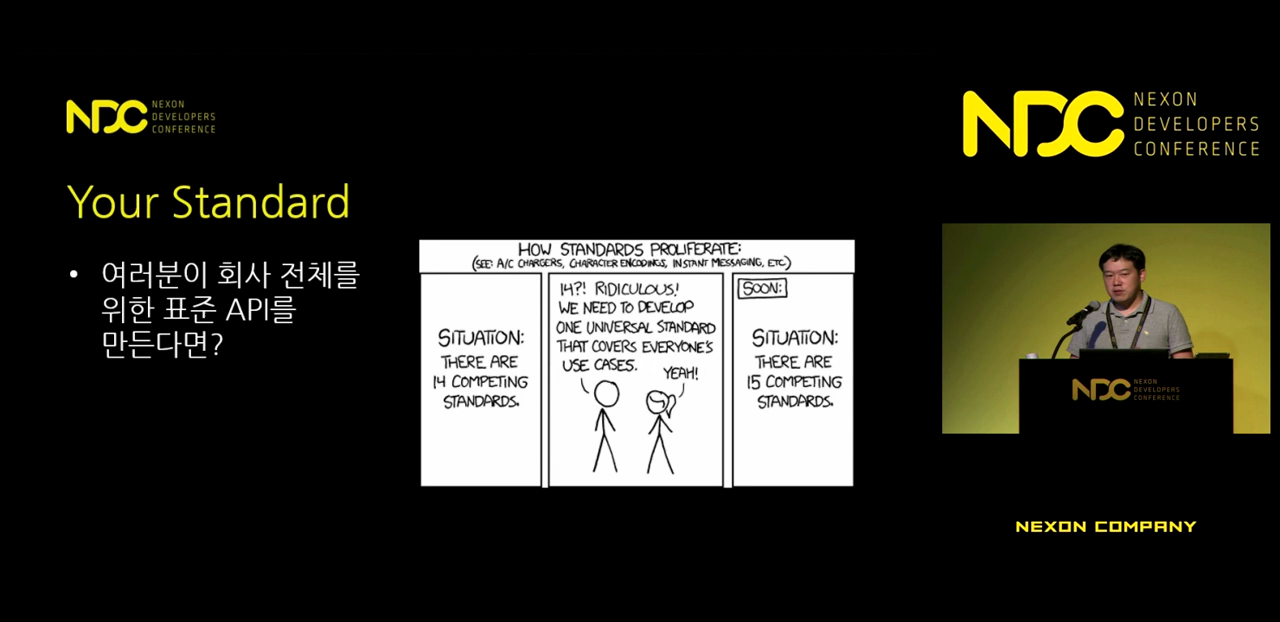 NDC NEXON
DEVELOPERS
CONFERENCE
Your Standard
• 여러분이 회사 전체를
위한 표준 API를
만든다면?
HOW STANDARDS PROLIFERATE:
(SEE: A/C CHARGERS, CHARACTER ENCODINGS, INSTANT MESSAGING, ETC.)
SITUATION:
THERE ARE
14 COMPETING
STANDARDS.
14?! RIDICULOUS!
WE NEED TO DEVELOP
ONE UNIVERSAL STANDARD
THAT COVERS EVERYONE'S
USE CASES.
YEAH!
SOON:
SITUATION:
THERE ARE
15 COMPETING
STANDARDS.
NDC NEXON
DEVELOPERS
CONFERENCE
NDC NEXON
DEVELOPERS
CONFERENCE
NEXON COMPANY